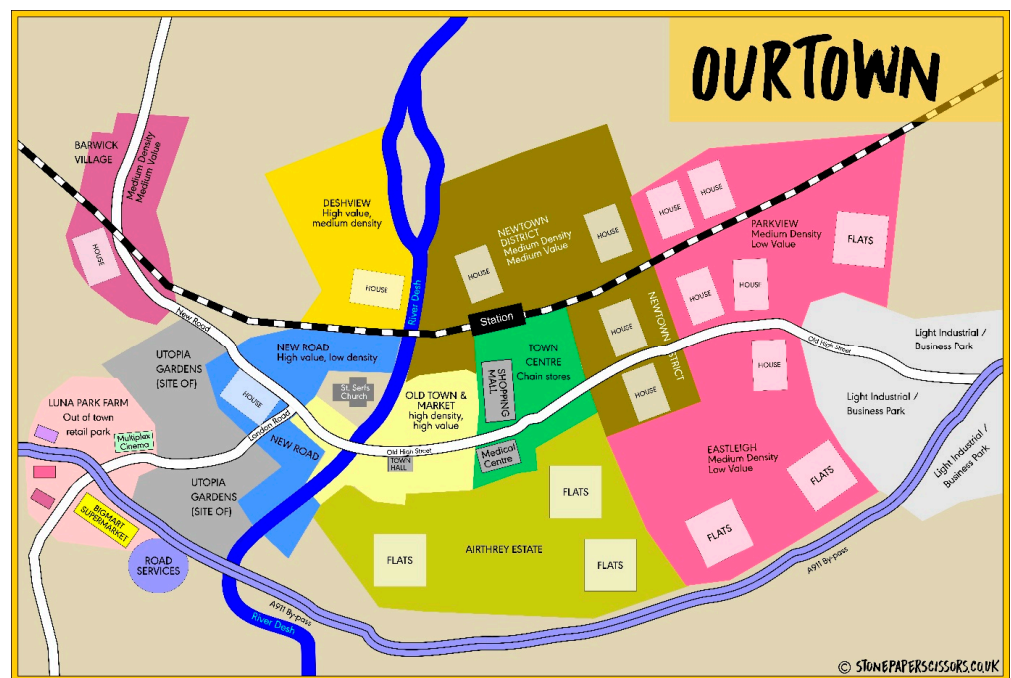 OURTOWN
BARWICK
VILLAGE
Medium Density
Medium Value
HOUSE
DESHVIEW
High value,
medium density
HOUSE
River Desh
NEWTOWN
DISTRICT
Medium Density
Medium Value
HOUSE
HOUSE
HOUSE
HOUSE
PARKVIEW
Medium Density
Low Value
FLATS
HOUSE
HOUSE
NEWTOWN
DISTRICT
HOUSE
HOUSE
Station
New Road
NEW ROAD
High value, low density
UTOPIA
GARDENS
(SITE OF)
HOUSE
St. Serfs
Church
TOWN
CENTRE
Chain stores
SHOPPING
MALL
OLD TOWN &
MARKET
high density,
high value
HOUSE
Old High Street
Light Industrial /
Business Park
Light Industrial /
Business Park
Light Industrial /
Business Park
LUNA PARK FARM
Out of town
retail park
Multiplex
Cinema
London Road
NEW ROAD
Old High Street
TOWN
HALL
Medical
Centre
EASTLEIGH
Medium Density
Low Value
FLATS
FLATS
UTOPIA
GARDENS
(SITE OF)
BIGMART
SUPERMARKET
ROAD
SERVICES
FLATS
FLATS
AIRTHREY ESTATE
FLATS
A911 By-pass
A911 By-pass
River Desh
© STONEPAPERSCISSORS.CO.UK